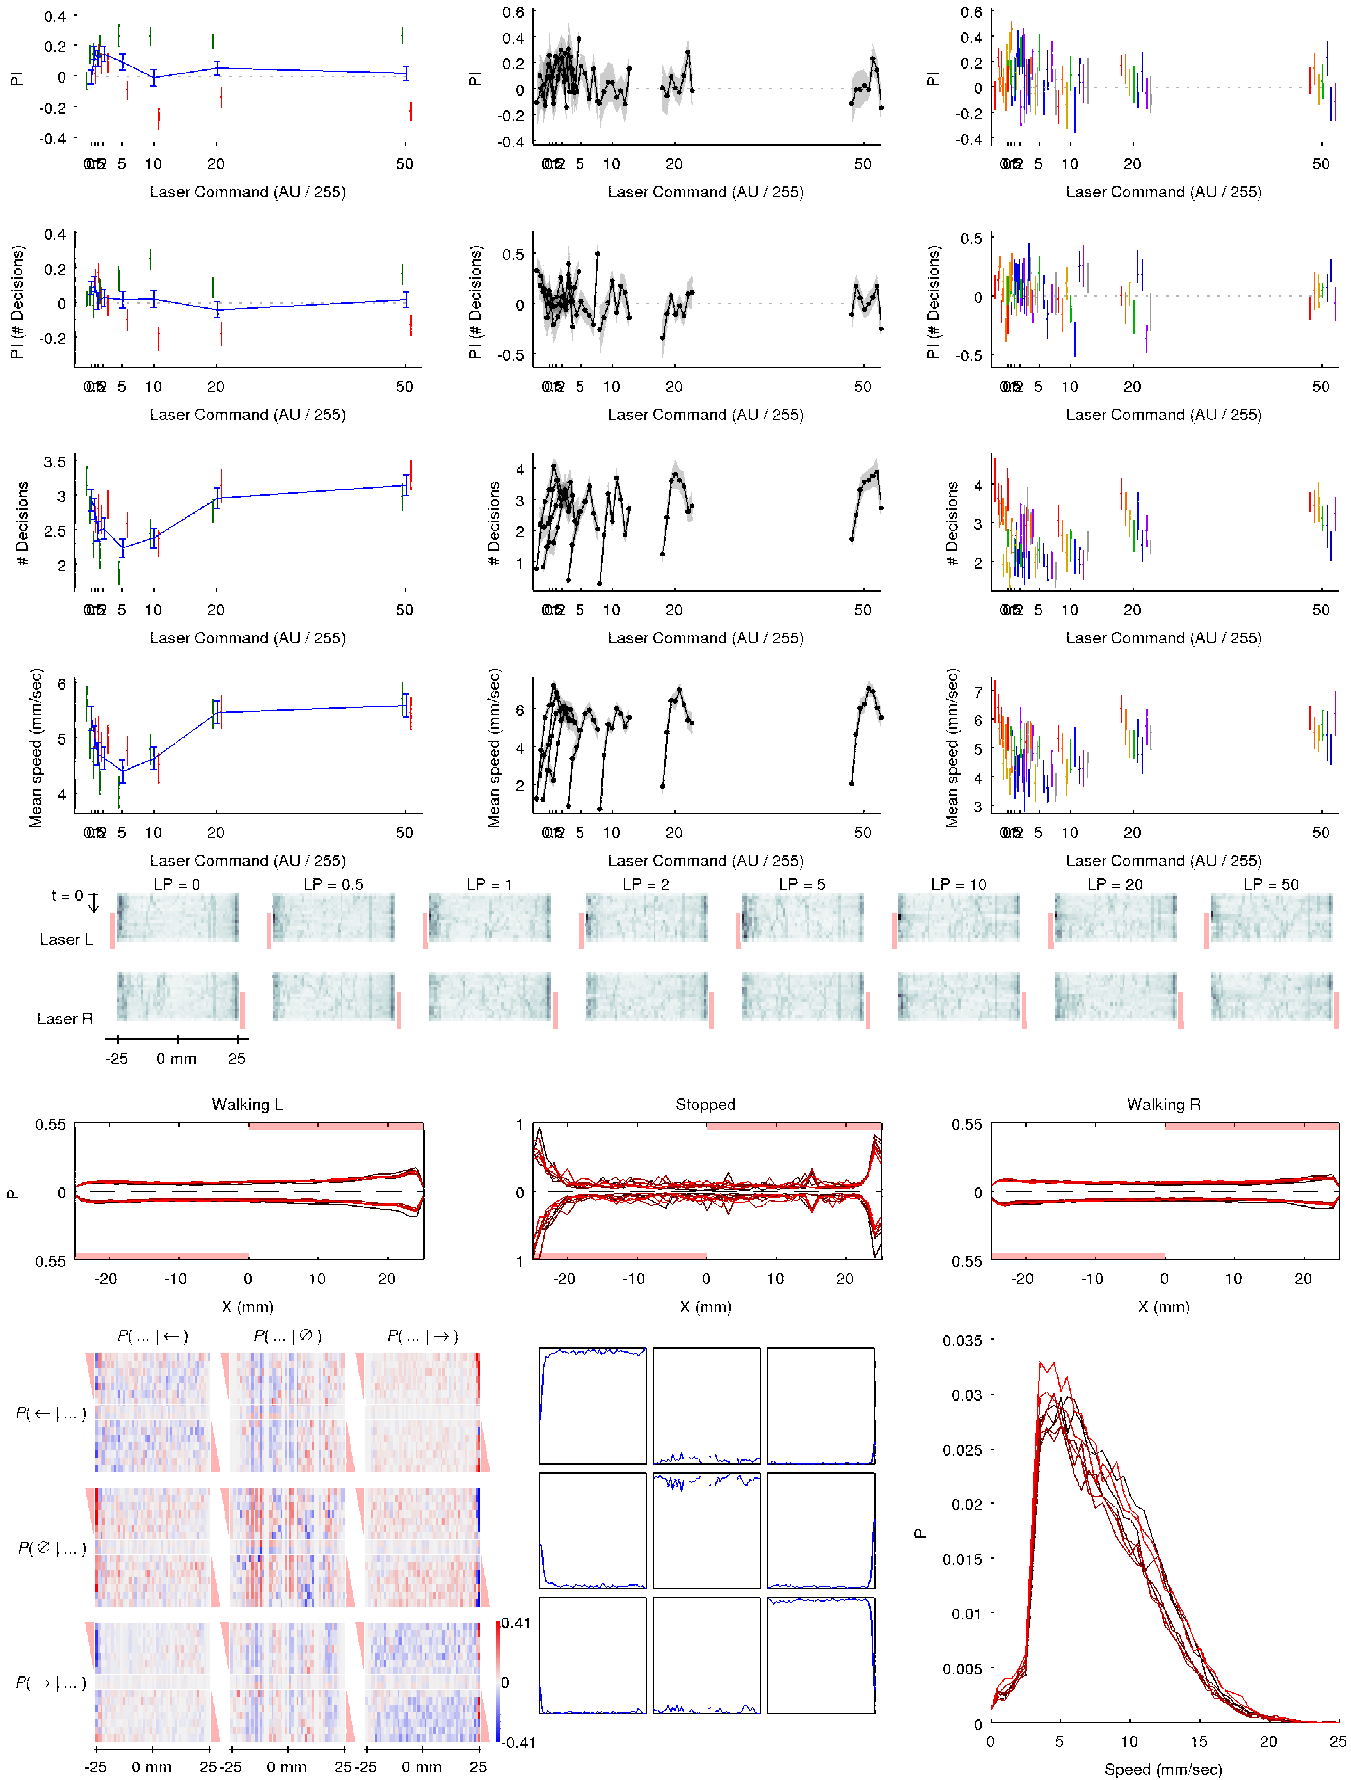 0.4
0.2
0
-0.2
-0.4
PI
5 10 20 50
Laser Command (AU / 255)
0.6
0.4
0.2
0
-0.2
-0.4
PI
5 10 20 50
Laser Command (AU / 255)
0.6
0.4
0.2
0
-0.2
-0.4
PI
5 10 20 50
Laser Command (AU / 255)
0.4
0.2
0
-0.2
PI (# Decisions)
5 10 20 50
Laser Command (AU / 255)
0.5
0
-0.5
PI (# Decisions)
5 10 20 50
Laser Command (AU / 255)
0.5
0
-0.5
PI (# Decisions)
5 10 20 50
Laser Command (AU / 255)
3.5
3
2.5
2
# Decisions
5 10 20 50
Laser Command (AU / 255)
4
3
2
1
# Decisions
5 10 20 50
Laser Command (AU / 255)
4
3
2
# Decisions
5 10 20 50
Laser Command (AU / 255)
6
5
4
Mean speed (mm/sec)
5 10 20 50
Laser Command (AU / 255)
6
4
2
Mean speed (mm/sec)
5 10 20 50
Laser Command (AU / 255)
7
6
5
4
3
Mean speed (mm/sec)
5 10 20 50
Laser Command (AU / 255)
LP = 0 LP = 0.5 LP = 1 LP = 2 LP = 5 LP = 10 LP = 20 LP = 50
t = 0
Laser L
Laser R
-25 0 mm 25
Walking L
0.55
0
0.55
P
-20 -10 0 10 20
X (mm)
Stopped
1
0
1
-20 -10 0 10 20
X (mm)
Walking R
0.55
0
0.55
-20 -10 0 10 20
X (mm)
P( ... | ← ) P( ... | ∅ ) P( ... | → )
P( ← | ... )
P( ∅ | ... )
P( → | ... )
0.41
0
-0.41
-25 0 mm 25 -25 0 mm 25 -25 0 mm 25
0.035
0.03
0.025
0.02
0.015
0.01
0.005
0
P
0 5 10 15 20 25
Speed (mm/sec)